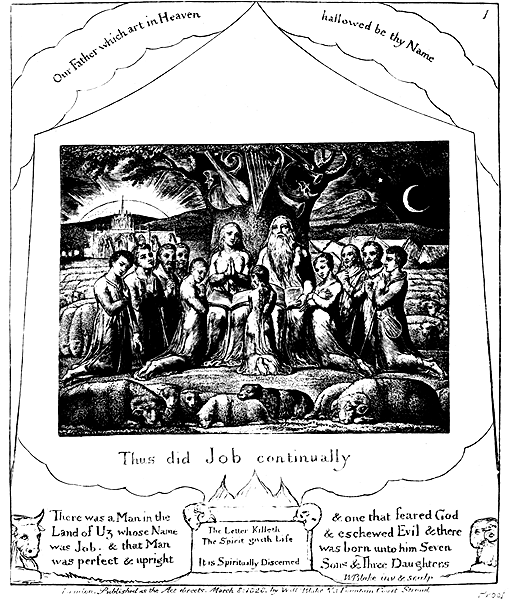 1
Our Father which art in Heaven
hallowed be thy Name
Thus did Job continually
There was a Man in the
Land of Uz whose Name
was Job. & that Man
was perfect & upright
The Letter Killeth
The Spirit giveth Life
It is Spiritually Discerned
& one that feared God
& eschewed Evil & there
was born unto him Seven
Sons & Three Daughters
WBlake inv & sculp
London. Published as the Act directs. March 8. 1825. by Will Blake N3 Fountain Court Strand